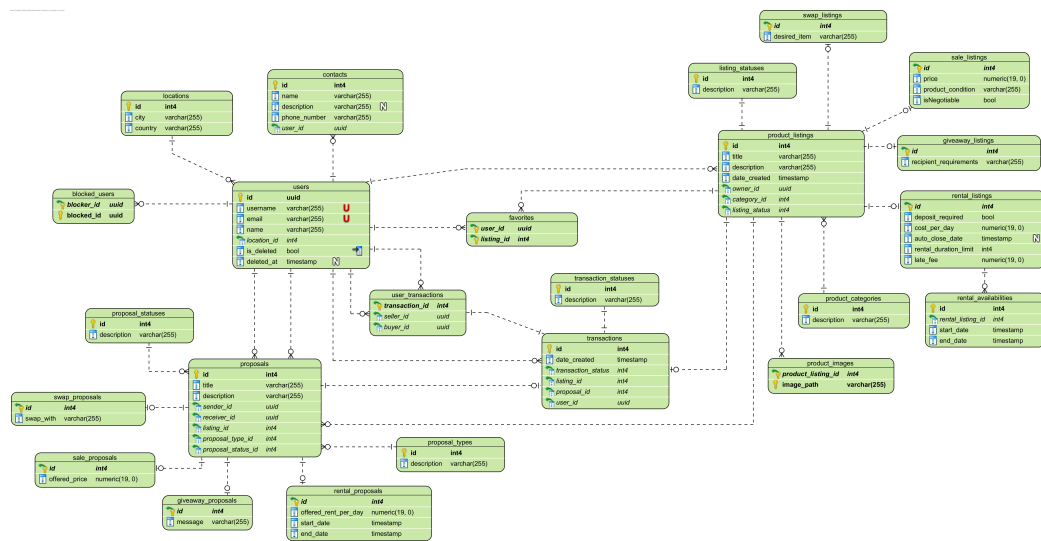 swap_listings
id int4
desired_item varchar(255)
listing_statuses
id int4
description varchar(255)
sale_listings
id int4
price numeric(19, 0)
product_condition varchar(255)
isNegotiable bool
contacts
id int4
name varchar(255)
description varchar(255) N
phone_number varchar(255)
user_id uuid
locations
id int4
city varchar(255)
country varchar(255)
product_listings
id int4
title varchar(255)
description varchar(255)
date_created timestamp
owner_id uuid
category_id int4
listing_status int4
giveaway_listings
id int4
recipient_requirements varchar(255)
blocked_users
blocker_id uuid
blocked_id uuid
users
id uuid
username varchar(255) U
email varchar(255) U
name varchar(255)
location_id int4
is_deleted bool
deleted_at timestamp N
favorites
user_id uuid
listing_id int4
rental_listings
id int4
deposit_required bool
cost_per_day numeric(19, 0)
auto_close_date timestamp N
rental_duration_limit int4
late_fee numeric(19, 0)
user_transactions
transaction_id int4
seller_id uuid
buyer_id uuid
transaction_statuses
id int4
description varchar(255)
product_categories
id int4
description varchar(255)
rental_availabilities
id int4
rental_listing_id int4
start_date timestamp
end_date timestamp
proposal_statuses
id int4
description varchar(255)
transactions
id int4
date_created timestamp
transaction_status int4
listing_id int4
proposal_id int4
user_id uuid
product_images
product_listing_id int4
image_path varchar(255)
proposals
id int4
title varchar(255)
description varchar(255)
sender_id uuid
receiver_id uuid
listing_id int4
proposal_type_id int4
proposal_status_id int4
swap_proposals
id int4
swap_with varchar(255)
proposal_types
id int4
description varchar(255)
sale_proposals
id int4
offered_price numeric(19, 0)
giveaway_proposals
id int4
message varchar(255)
rental_proposals
id int4
offered_rent_per_day numeric(19, 0)
start_date timestamp
end_date timestamp